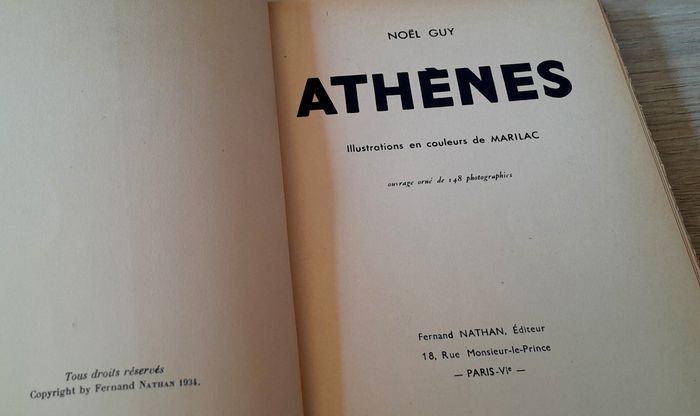 Tous droits réservés
Copyright by Fernand NATHAN 1934.
NOËL GUY
ATHÈNES
Illustrations en couleurs de MARILAC
ouvrage orné de 148 photographies
Fernand NATHAN, Éditeur
18, Rue Monsieur-le-Prince
— PARIS-VIe —